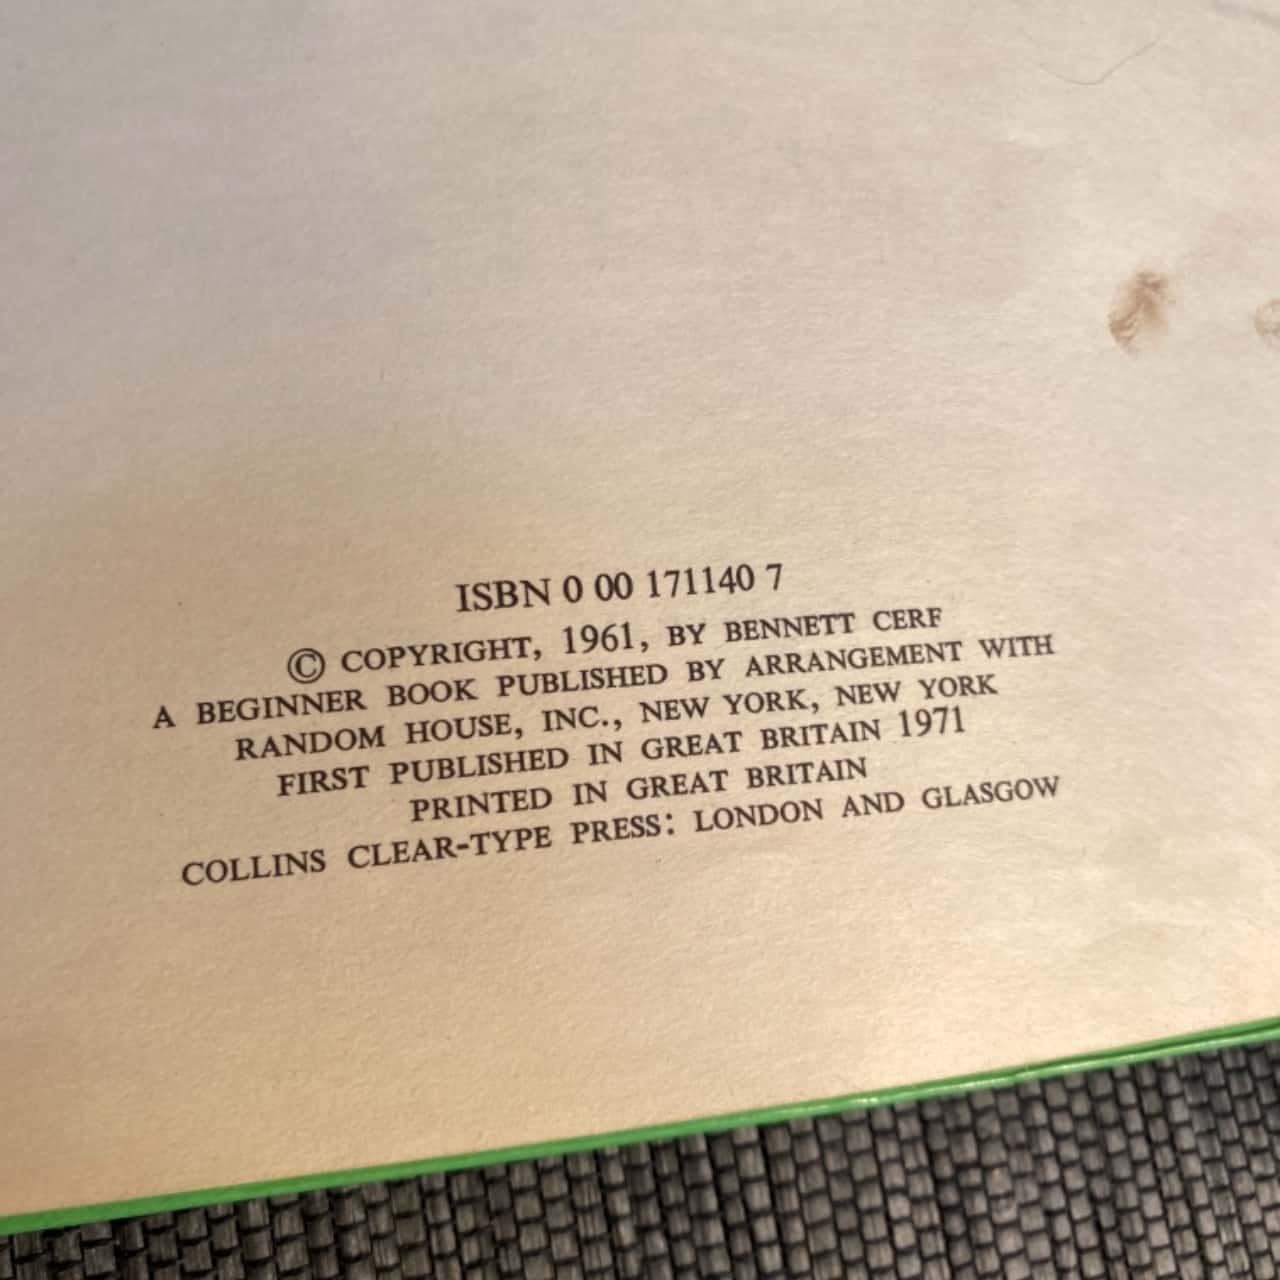 ISBN 0 00 171140 7
© COPYRIGHT, 1961, BY BENNETT CERF
A BEGINNER BOOK PUBLISHED BY ARRANGEMENT WITH
RANDOM HOUSE, INC., NEW YORK, NEW YORK
FIRST PUBLISHED IN GREAT BRITAIN 1971
PRINTED IN GREAT BRITAIN
COLLINS CLEAR-TYPE PRESS: LONDON AND GLASGOW